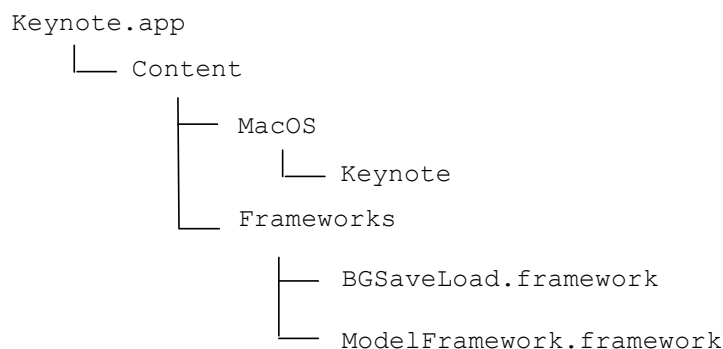 Keynote.app
Content
MacOS
Keynote
Frameworks
BGSaveLoad.framework
ModelFramework.framework